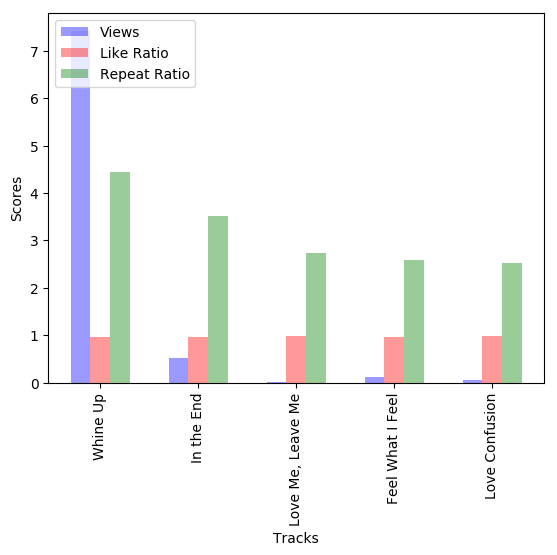 Views
Like Ratio
Repeat Ratio
7
6
5
4
3
2
1
0
Scores
Whine Up
In the End
Love Me, Leave Me
Feel What I Feel
Love Confusion
Tracks